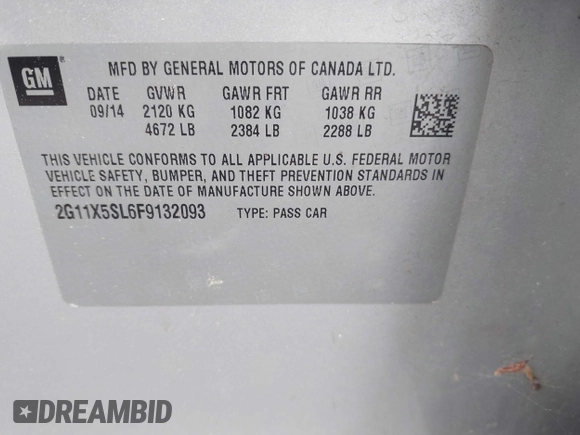 GM
MFD BY GENERAL MOTORS OF CANADA LTD.
DATE GVWR GAWR FRT GAWR RR
09/14 2120 KG 1082 KG 1038 KG
4672 LB 2384 LB 2288 LB
THIS VEHICLE CONFORMS TO ALL APPLICABLE U.S. FEDERAL MOTOR
VEHICLE SAFETY, BUMPER, AND THEFT PREVENTION STANDARDS IN
EFFECT ON THE DATE OF MANUFACTURE SHOWN ABOVE.
2G11X5SL6F9132093 TYPE: PASS CAR
DREAMBID